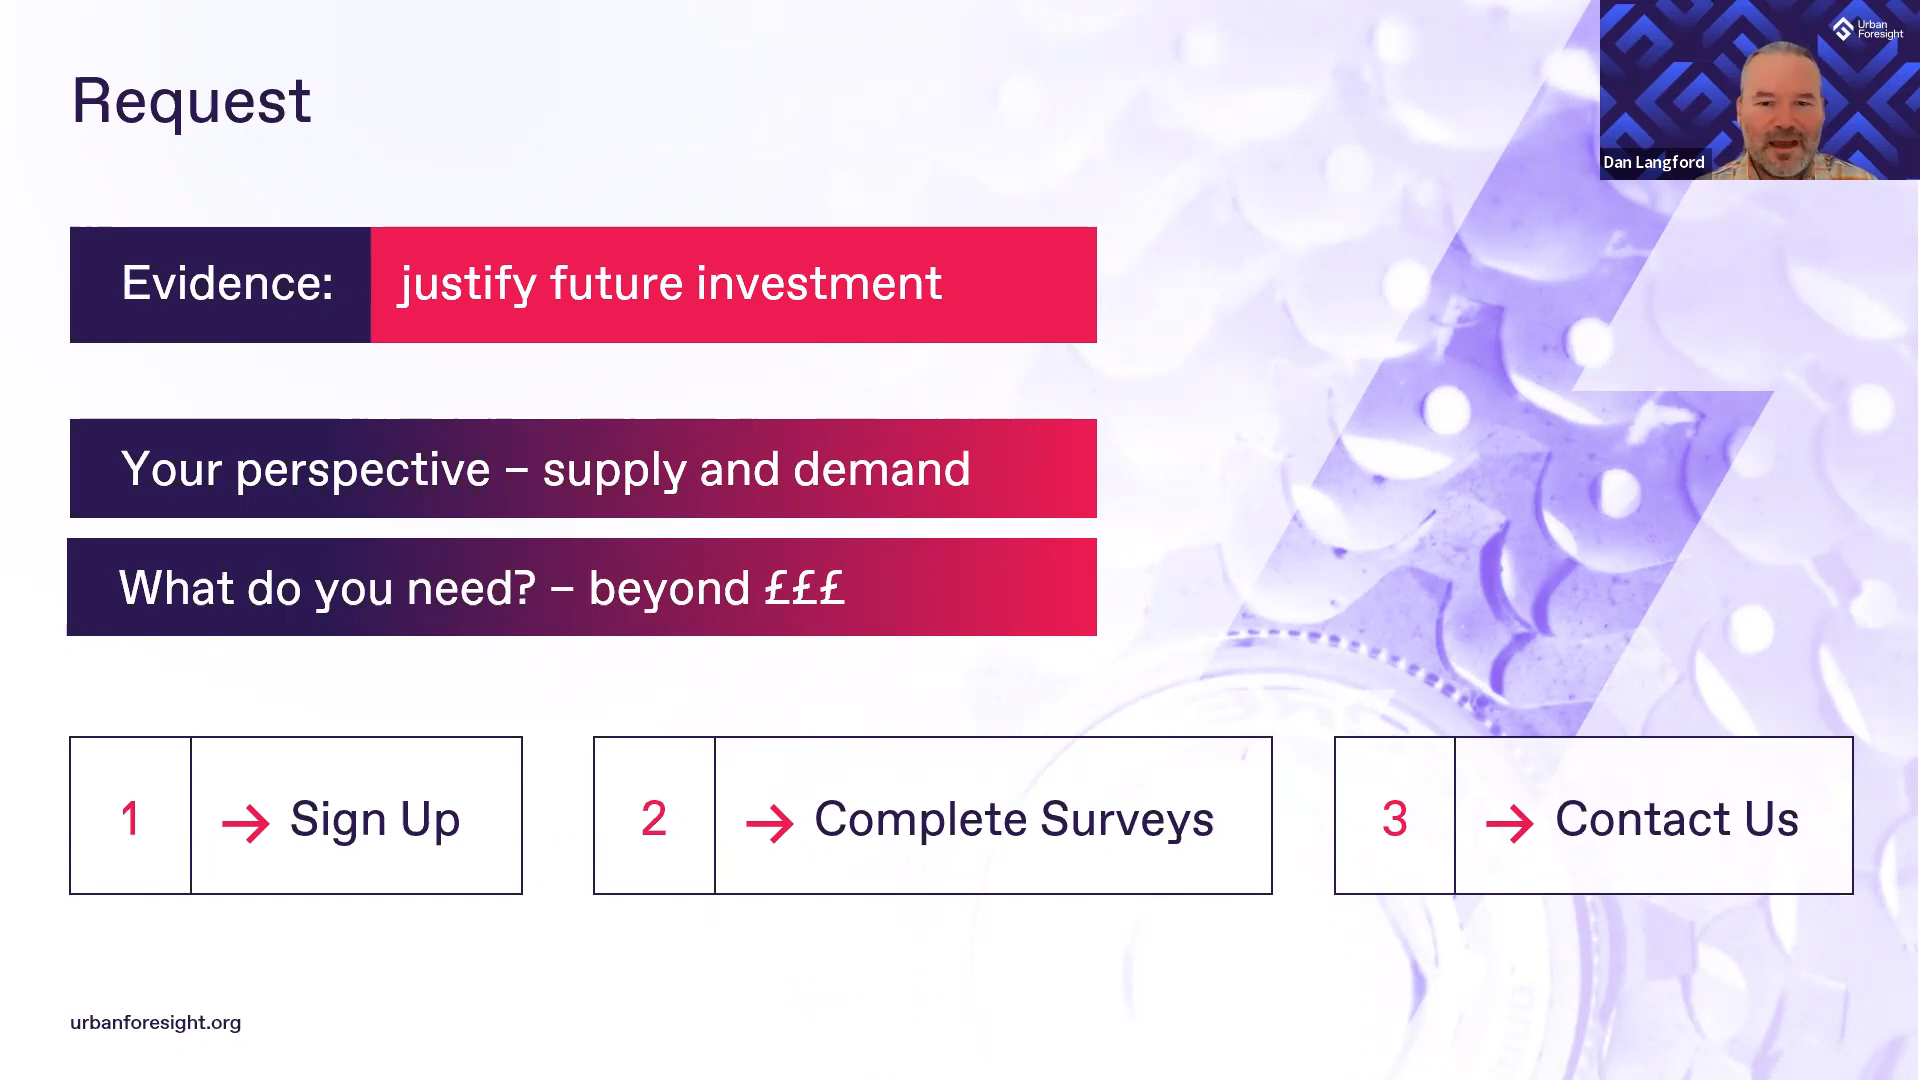 Request
Urban
Foresight
Dan Langford
Evidence: justify future investment
Your perspective – supply and demand
What do you need? – beyond £££
1 → Sign Up
2 → Complete Surveys
3 → Contact Us
urbanforesight.org